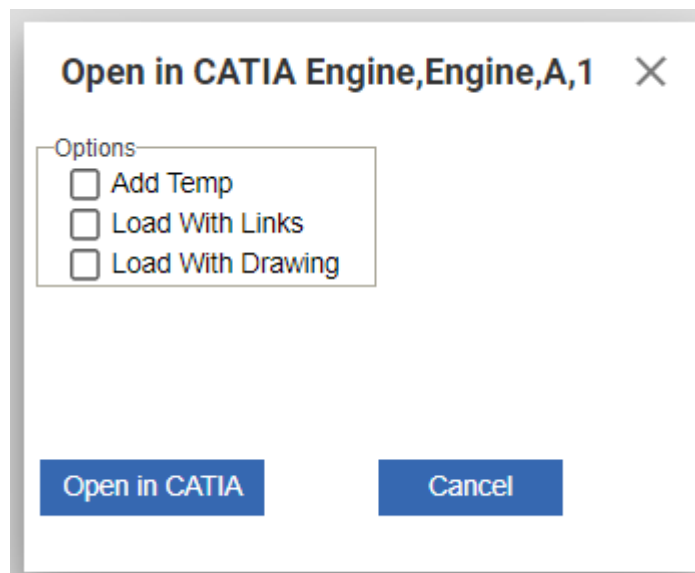 Open in CATIA Engine,Engine,A,1
Options
Add Temp
Load With Links
Load With Drawing
Open in CATIA
Cancel